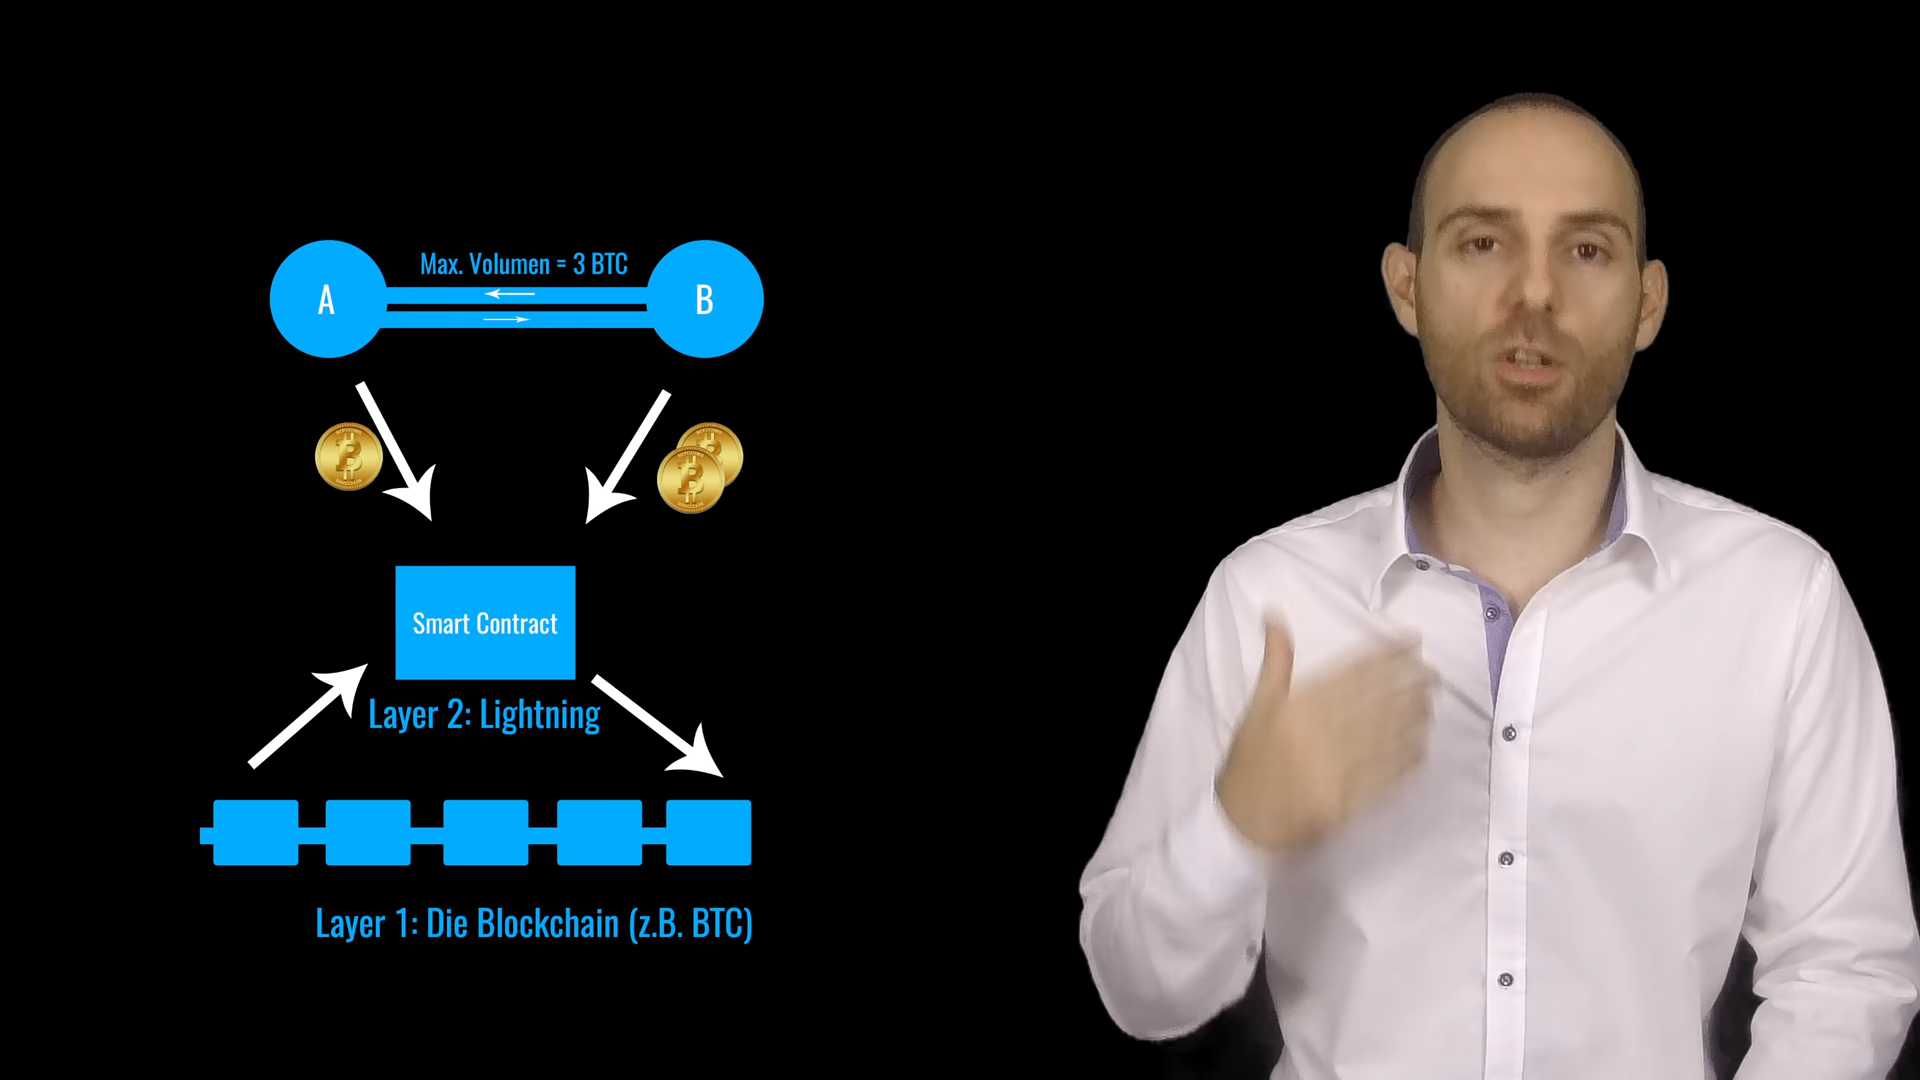 Max. Volumen = 3 BTC
A
B
Smart Contract
Layer 2: Lightning
Layer 1: Die Blockchain (z.B. BTC)